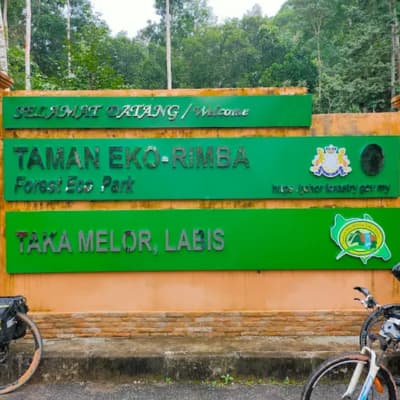 SELAMAT DATANG / Welcome
TAMAN EKO-RIMBA
Forest Eco Park
TAKA MELOR, LABIS